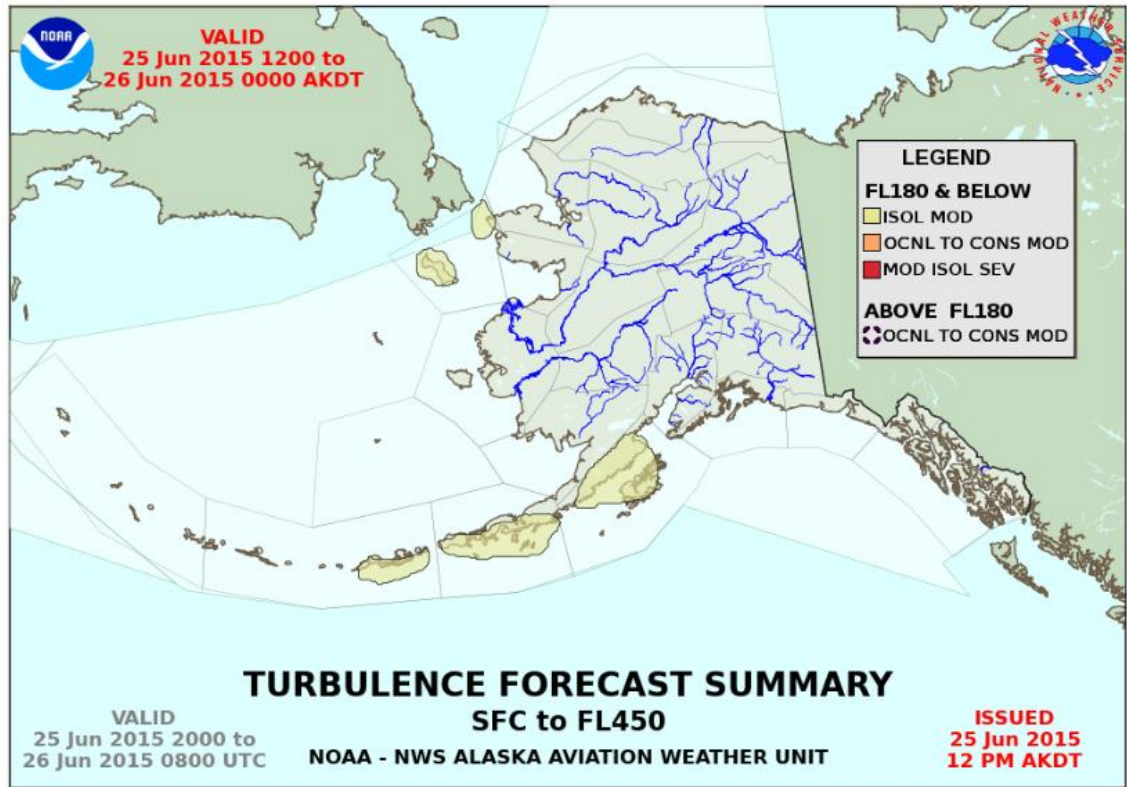 NOAA
VALID
25 Jun 2015 1200 to
26 Jun 2015 0000 AKDT
NATIONAL WEATHER SERVICE
LEGEND
FL180 & BELOW
ISOL MOD
OCNL TO CONS MOD
MOD ISOL SEV
ABOVE FL180
OCNL TO CONS MOD
TURBULENCE FORECAST SUMMARY
SFC to FL450
NOAA - NWS ALASKA AVIATION WEATHER UNIT
VALID
25 Jun 2015 2000 to
26 Jun 2015 0800 UTC
ISSUED
25 Jun 2015
12 PM AKDT